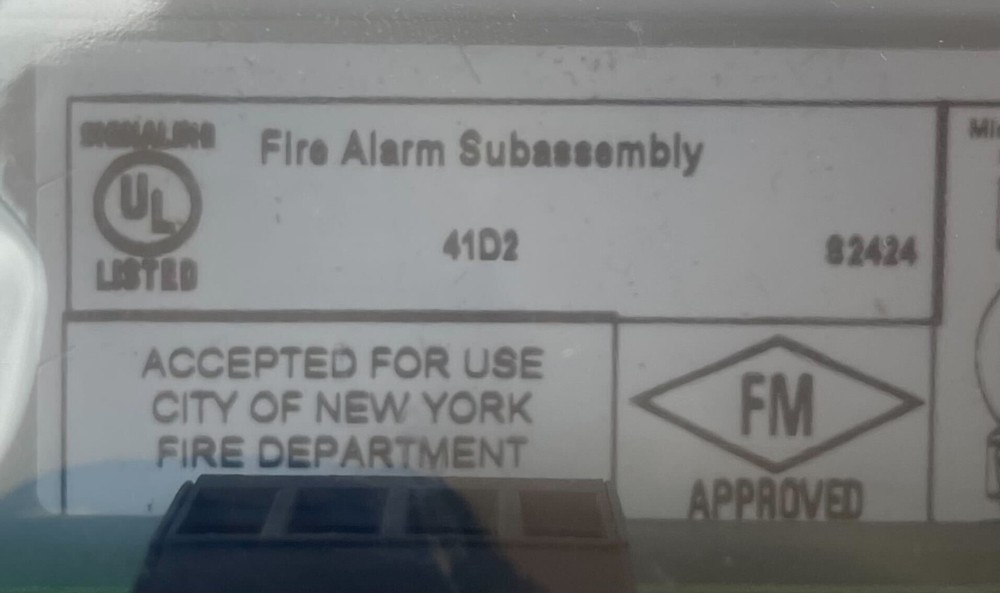 SIGNALING
UL
LISTED
Fire Alarm Subassembly
41D2 S2424
ACCEPTED FOR USE
CITY OF NEW YORK
FIRE DEPARTMENT
FM
APPROVED